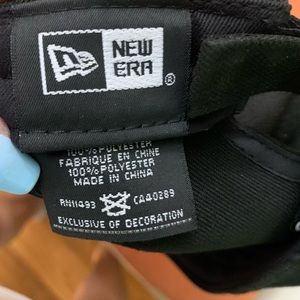 NEW
ERA
®
100% POLYESTER
FABRIQUE EN CHINE
100% POLYESTER
MADE IN CHINA
RN11493 CA40289
EXCLUSIVE OF DECORATION